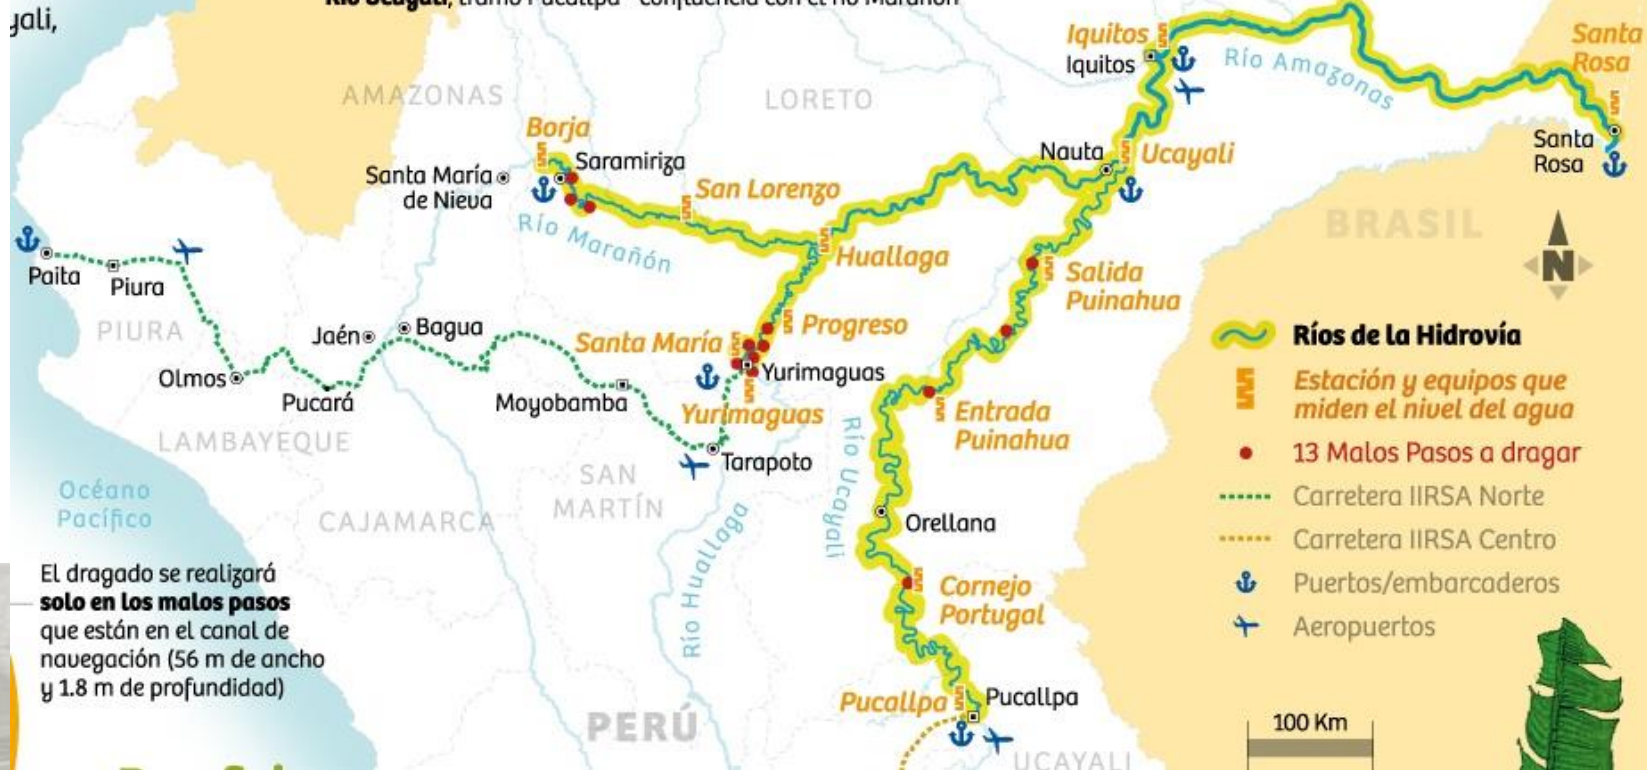 yali,
Río Ucayali, tramo Pucallpa - confluencia con el río Marañón
Iquitos
Iquitos
Río Amazonas
Santa
Rosa
Santa
Rosa
AMAZONAS
LORETO
Borja
Saramiriza
Santa María
de Nieva
San Lorenzo
Nauta
Ucayali
Río Marañón
Huallaga
BRASIL
N
Paita
Piura
PIURA
Salida
Puinahua
Jaén
Bagua
Santa María
Progreso
Yurimaguas
Yurimaguas
Olmos
Pucará
Moyobamba
Entrada
Puinahua
LAMBAYEQUE
Tarapoto
Río Ucayali
SAN
MARTÍN
Océano
Pacífico
CAJAMARCA
Río Huallaga
Orellana
Cornejo
Portugal
Pucallpa
Pucallpa
PERÚ
UCAYALI
Ríos de la Hidrovía
Estación y equipos que
miden el nivel del agua
13 Malos Pasos a dragar
Carretera IIRSA Norte
Carretera IIRSA Centro
Puertos/embarcaderos
Aeropuertos
100 Km
El dragado se realizará
solo en los malos pasos
que están en el canal de
navegación (56 m de ancho
y 1.8 m de profundidad)